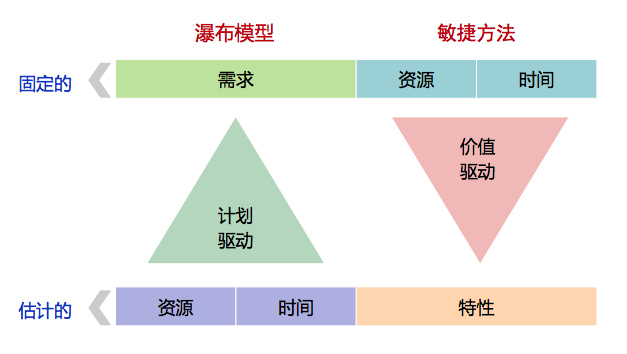 瀑布模型 敏捷方法
固定的 需求 资源 时间
价值
驱动
计划
驱动
估计的 资源 时间 特性